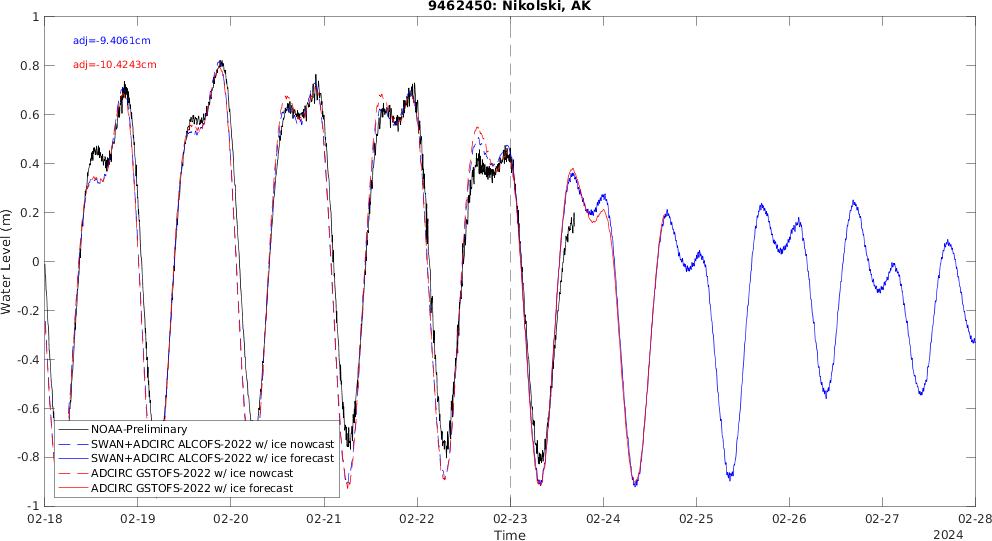 9462450: Nikolski, AK
adj=-9.4061cm
adj=-10.4243cm
Water Level (m)
1
0.8
0.6
0.4
0.2
0
-0.2
-0.4
-0.6
-0.8
-1
NOAA-Preliminary
SWAN+ADCIRC ALCOFS-2022 w/ ice nowcast
SWAN+ADCIRC ALCOFS-2022 w/ ice forecast
ADCIRC GSTOFS-2022 w/ ice nowcast
ADCIRC GSTOFS-2022 w/ ice forecast
02-18 02-19 02-20 02-21 02-22 02-23 02-24 02-25 02-26 02-27 02-28
Time
2024